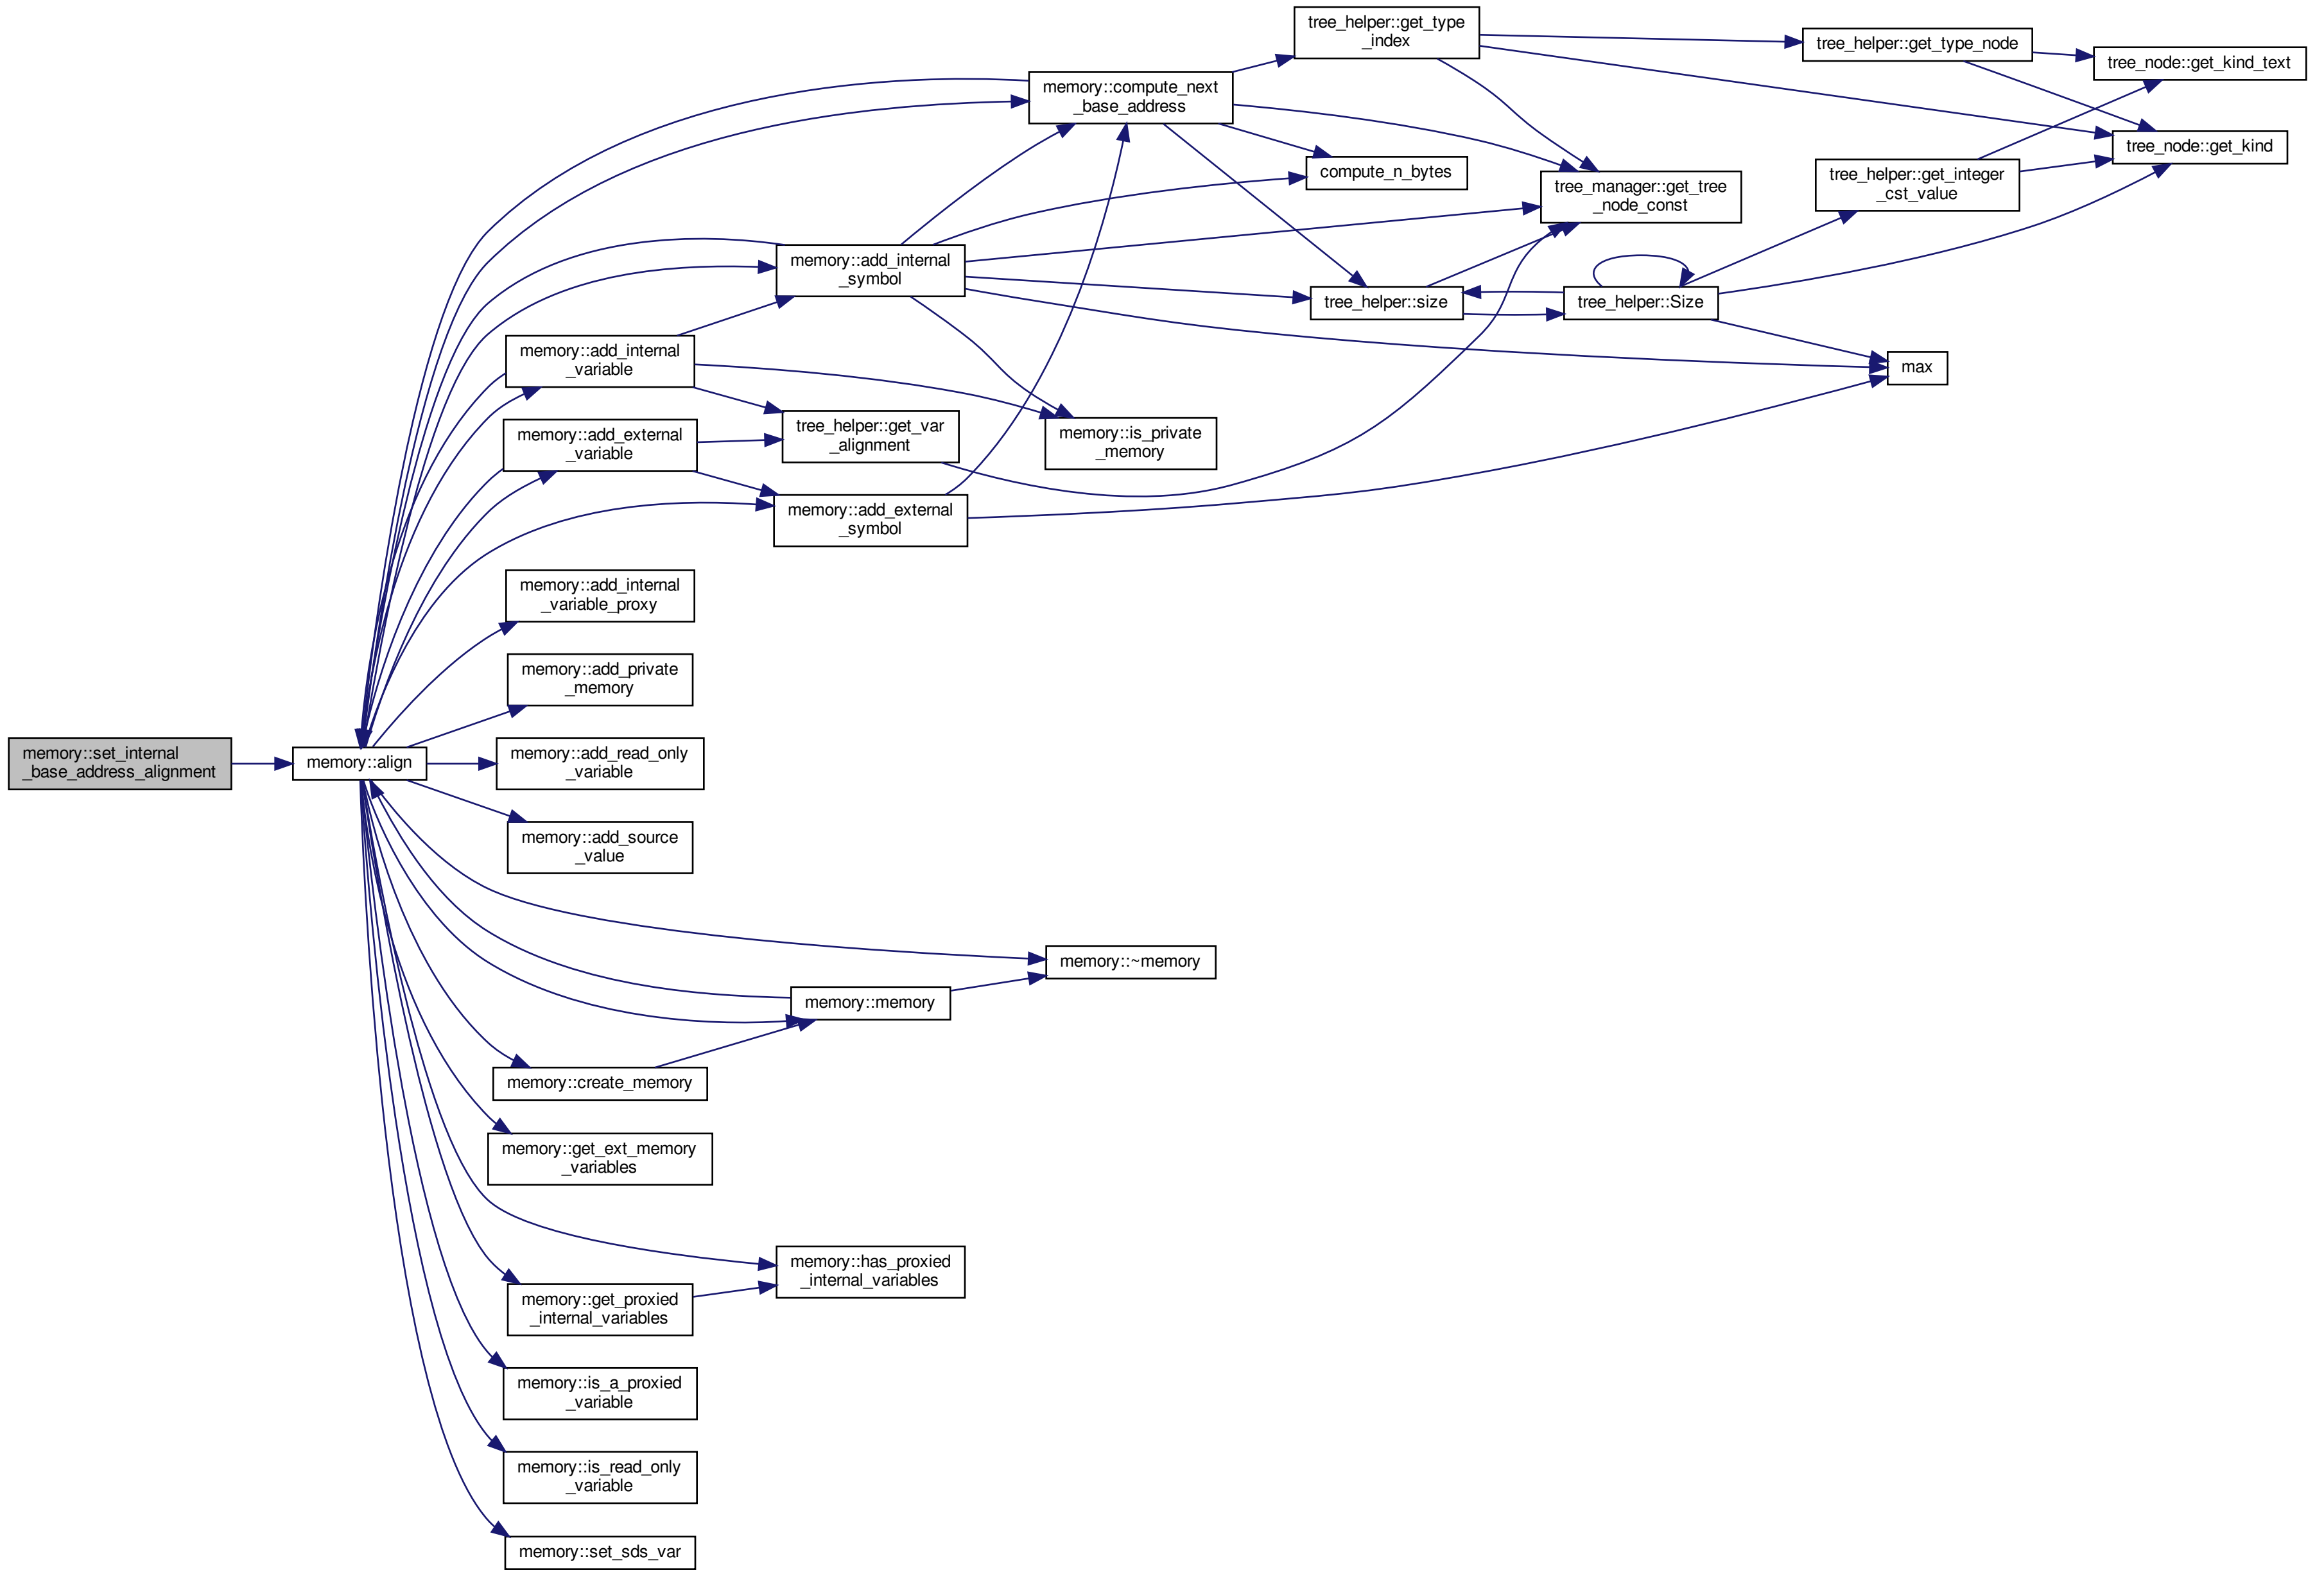 tree_helper::get_type
_index
tree_helper::get_type_node
tree_node::get_kind_text
memory::compute_next
_base_address
tree_node::get_kind
compute_n_bytes
tree_manager::get_tree
_node_const
tree_helper::get_integer
_cst_value
memory::add_internal
_symbol
tree_helper::size
tree_helper::Size
memory::add_internal
_variable
max
memory::add_external
_variable
tree_helper::get_var
_alignment
memory::is_private
_memory
memory::add_external
_symbol
memory::add_internal
_variable_proxy
memory::add_private
_memory
memory::set_internal
_base_address_alignment
memory::align
memory::add_read_only
_variable
memory::add_source
_value
memory::~memory
memory::memory
memory::create_memory
memory::get_ext_memory
_variables
memory::has_proxied
_internal_variables
memory::get_proxied
_internal_variables
memory::is_a_proxied
_variable
memory::is_read_only
_variable
memory::set_sds_var